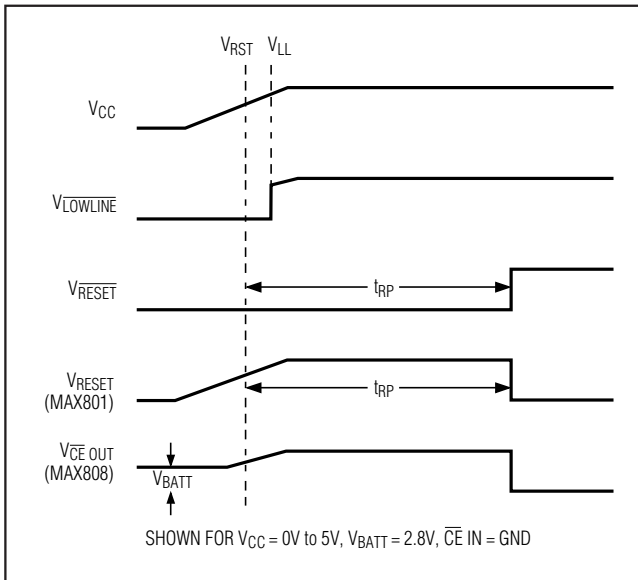 VRST VLL
VCC
VLOWLINE
VRESET
tRP
VRESET
(MAX801)
tRP
VCE OUT
(MAX808)
VBATT
SHOWN FOR VCC = 0V to 5V, VBATT = 2.8V, CE IN = GND